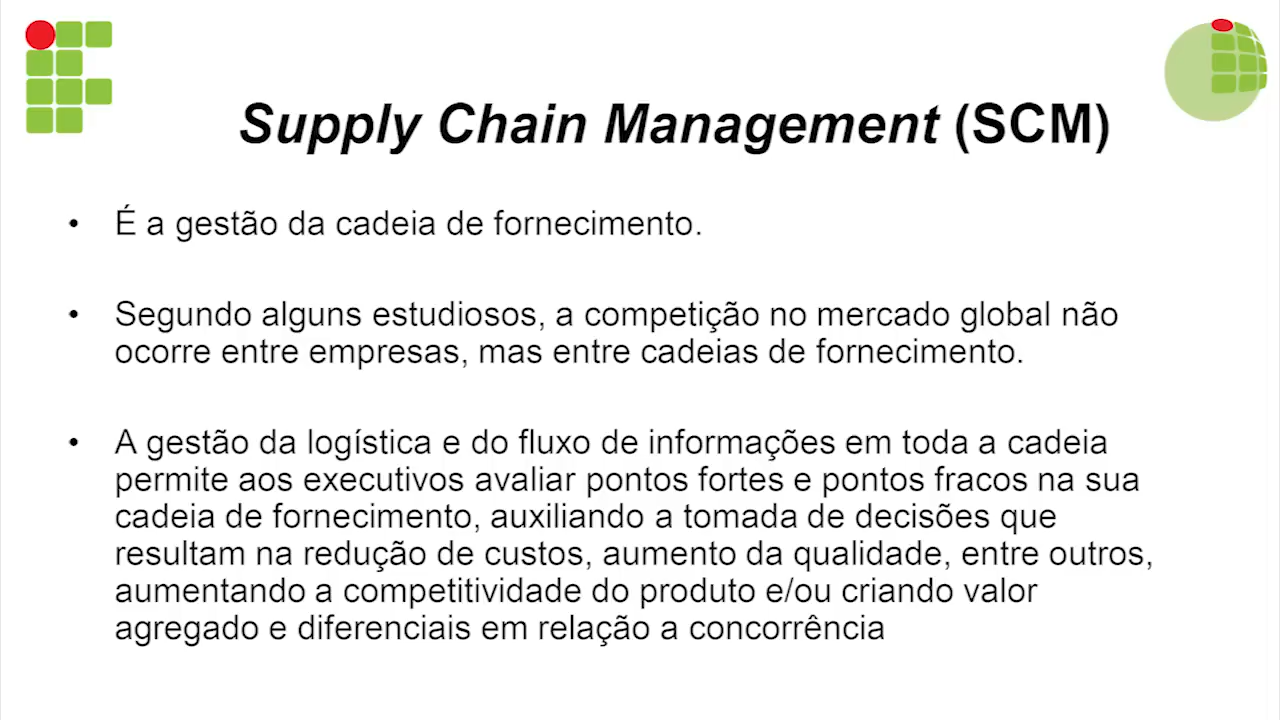 Supply Chain Management (SCM)
• É a gestão da cadeia de fornecimento.
• Segundo alguns estudiosos, a competição no mercado global não
ocorre entre empresas, mas entre cadeias de fornecimento.
• A gestão da logística e do fluxo de informações em toda a cadeia
permite aos executivos avaliar pontos fortes e pontos fracos na sua
cadeia de fornecimento, auxiliando a tomada de decisões que
resultam na redução de custos, aumento da qualidade, entre outros,
aumentando a competitividade do produto e/ou criando valor
agregado e diferenciais em relação a concorrência